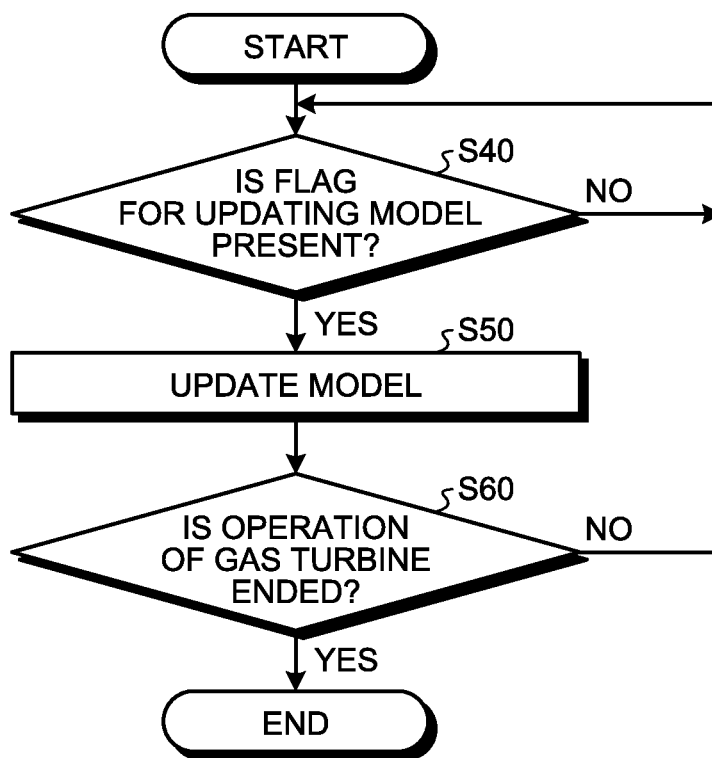 START
S40
IS FLAG
FOR UPDATING MODEL
PRESENT?
NO
YES
S50
UPDATE MODEL
S60
IS OPERATION
OF GAS TURBINE
ENDED?
NO
YES
END